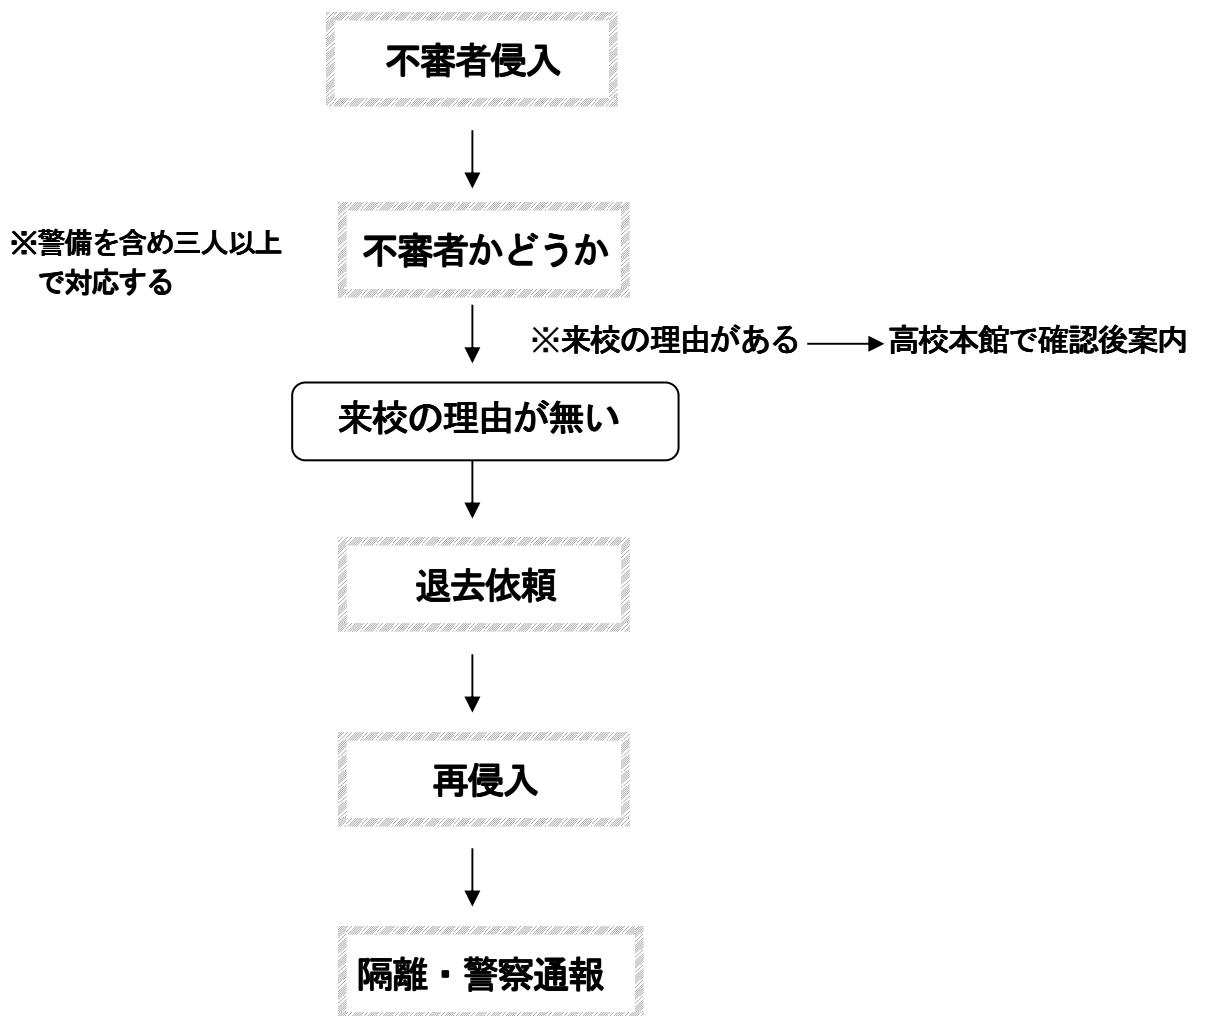 不審者侵入
不審者かどうか
※警備を含め三人以上
で対応する
※来校の理由がある
高校本館で確認後案内
来校の理由が無い
退去依頼
再侵入
隔離・警察通報